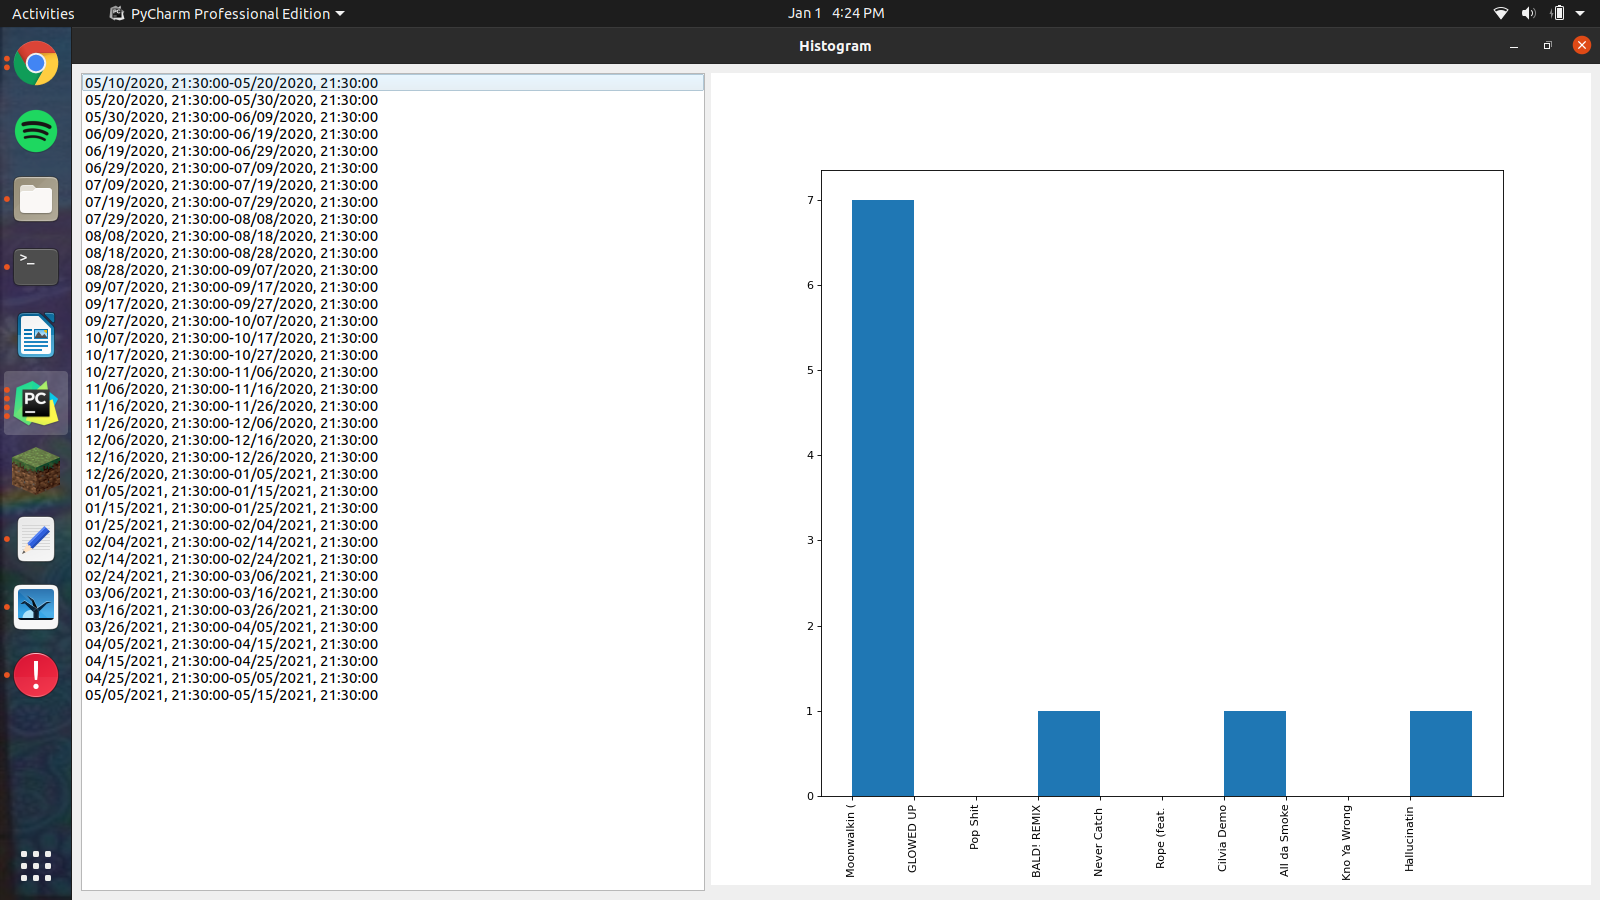 Activities PyCharm Professional Edition Jan 1 4:24 PM
Histogram
05/10/2020, 21:30:00-05/20/2020, 21:30:00
05/20/2020, 21:30:00-05/30/2020, 21:30:00
05/30/2020, 21:30:00-06/09/2020, 21:30:00
06/09/2020, 21:30:00-06/19/2020, 21:30:00
06/19/2020, 21:30:00-06/29/2020, 21:30:00
06/29/2020, 21:30:00-07/09/2020, 21:30:00
07/09/2020, 21:30:00-07/19/2020, 21:30:00
07/19/2020, 21:30:00-07/29/2020, 21:30:00
07/29/2020, 21:30:00-08/08/2020, 21:30:00
08/08/2020, 21:30:00-08/18/2020, 21:30:00
08/18/2020, 21:30:00-08/28/2020, 21:30:00
08/28/2020, 21:30:00-09/07/2020, 21:30:00
09/07/2020, 21:30:00-09/17/2020, 21:30:00
09/17/2020, 21:30:00-09/27/2020, 21:30:00
09/27/2020, 21:30:00-10/07/2020, 21:30:00
10/07/2020, 21:30:00-10/17/2020, 21:30:00
10/17/2020, 21:30:00-10/27/2020, 21:30:00
10/27/2020, 21:30:00-11/06/2020, 21:30:00
11/06/2020, 21:30:00-11/16/2020, 21:30:00
11/16/2020, 21:30:00-11/26/2020, 21:30:00
11/26/2020, 21:30:00-12/06/2020, 21:30:00
12/06/2020, 21:30:00-12/16/2020, 21:30:00
12/16/2020, 21:30:00-12/26/2020, 21:30:00
12/26/2020, 21:30:00-01/05/2021, 21:30:00
01/05/2021, 21:30:00-01/15/2021, 21:30:00
01/15/2021, 21:30:00-01/25/2021, 21:30:00
01/25/2021, 21:30:00-02/04/2021, 21:30:00
02/04/2021, 21:30:00-02/14/2021, 21:30:00
02/14/2021, 21:30:00-02/24/2021, 21:30:00
02/24/2021, 21:30:00-03/06/2021, 21:30:00
03/06/2021, 21:30:00-03/16/2021, 21:30:00
03/16/2021, 21:30:00-03/26/2021, 21:30:00
03/26/2021, 21:30:00-04/05/2021, 21:30:00
04/05/2021, 21:30:00-04/15/2021, 21:30:00
04/15/2021, 21:30:00-04/25/2021, 21:30:00
04/25/2021, 21:30:00-05/05/2021, 21:30:00
05/05/2021, 21:30:00-05/15/2021, 21:30:00
7
6
5
4
3
2
1
0
Moonwalkin (
GLOWED UP
Pop Shit
BALD! REMIX
Never Catch
Rope (feat.
Cilvia Demo
All da Smoke
Kno Ya Wrong
Hallucinatin
>_
PC